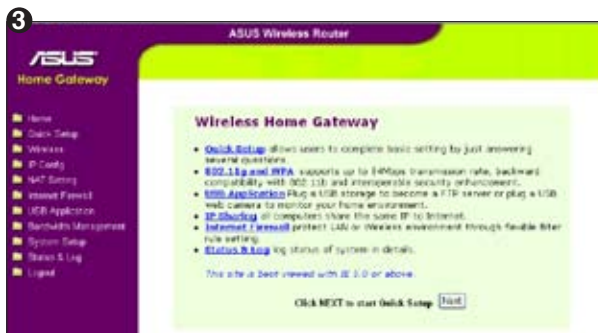 3
ASUS Wireless Router
ASUS
Home Gateway
Home
Quick Setup
Wireless
IP Config
NAT Setting
Internet Firewall
USB Application
Bandwidth Management
System Setup
Status & Log
Logout
Wireless Home Gateway
• Quick Setup allows users to complete basic setting by just answering
several questions.
• 802.11g and WPA supports up to 54Mbps transmission rate, backward
compatibility with 802.11b and interoperable security enhancement.
• USB Application Plug a USB storage to become a FTP server or plug a USB
web camera to monitor your home environment.
• IP Sharing all computers share the same IP to Internet.
• Internet Firewall protect LAN or Wireless environment through flexible filter
rule setting.
• Status & Log log status of system in details.
This site is best viewed with IE 5.0 or above.
Click NEXT to start Quick Setup Next